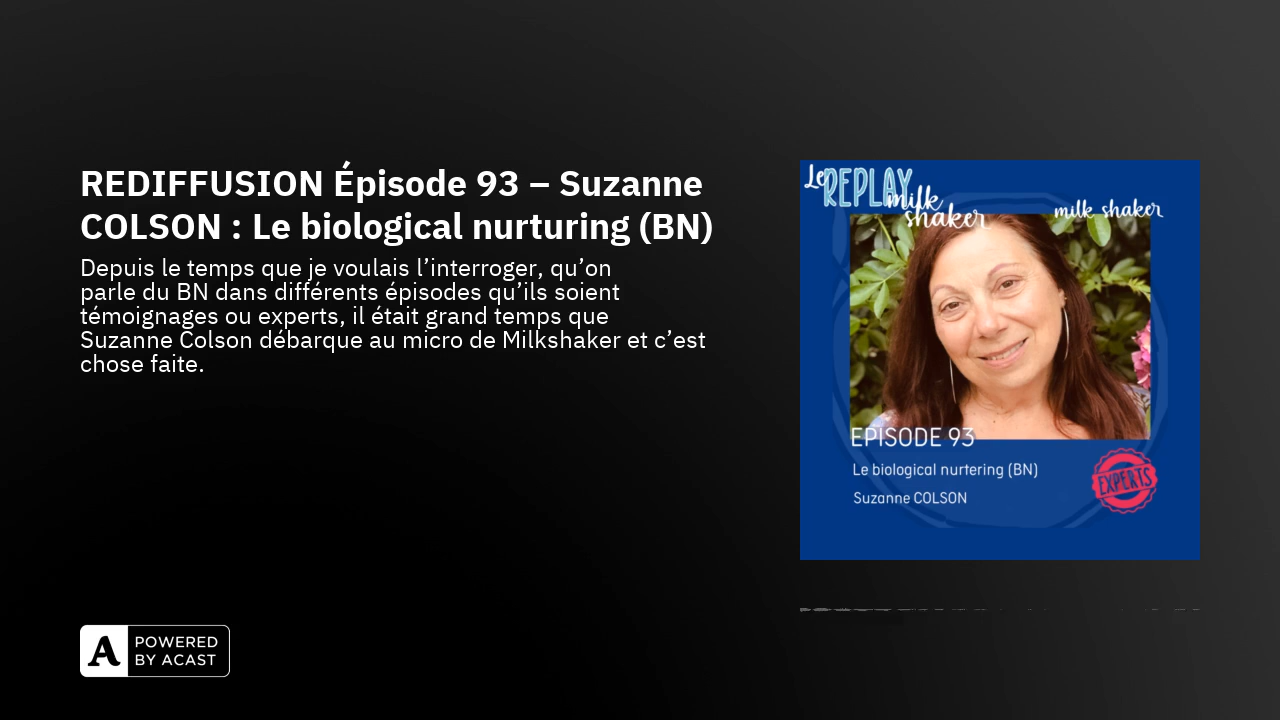 REDIFFUSION Épisode 93 – Suzanne
COLSON : Le biological nurturing (BN)
Depuis le temps que je voulais l’interroger, qu’on
parle du BN dans différents épisodes qu’ils soient
témoignages ou experts, il était grand temps que
Suzanne Colson débarque au micro de Milkshaker et c’est
chose faite.
Le REPLAY
milk
shaker
milk shaker
EPISODE 93
Le biological nurtering (BN)
Suzanne COLSON
EXPERTS
A POWERED
BY ACAST